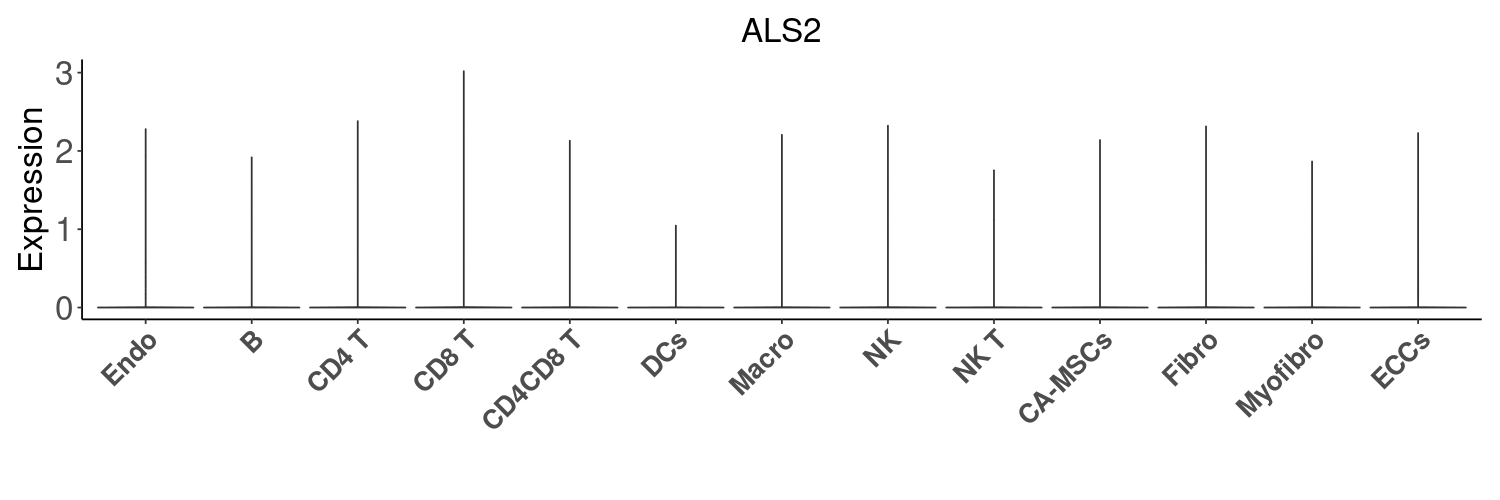 ALS2
Expression
3
2
1
0
Endo
B
CD4 T
CD8 T
CD4CD8 T
DCs
Macro
NK
NK T
CA-MSCs
Fibro
Myofibro
ECCs